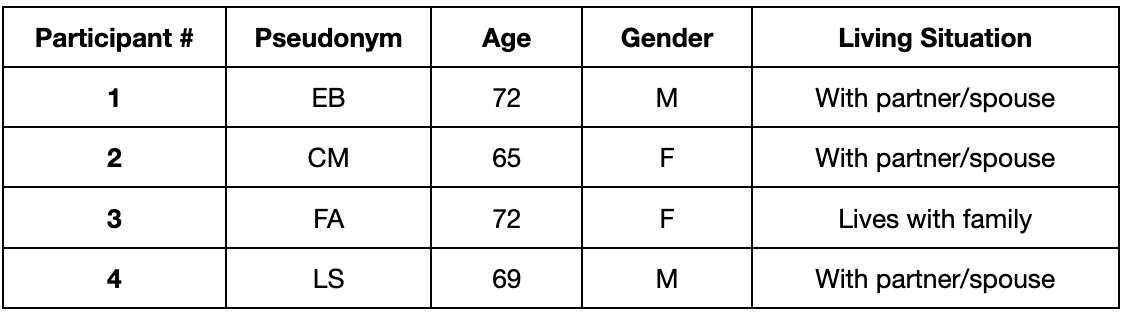 Participant # Pseudonym Age Gender Living Situation
1 EB 72 M With partner/spouse
2 CM 65 F With partner/spouse
3 FA 72 F Lives with family
4 LS 69 M With partner/spouse